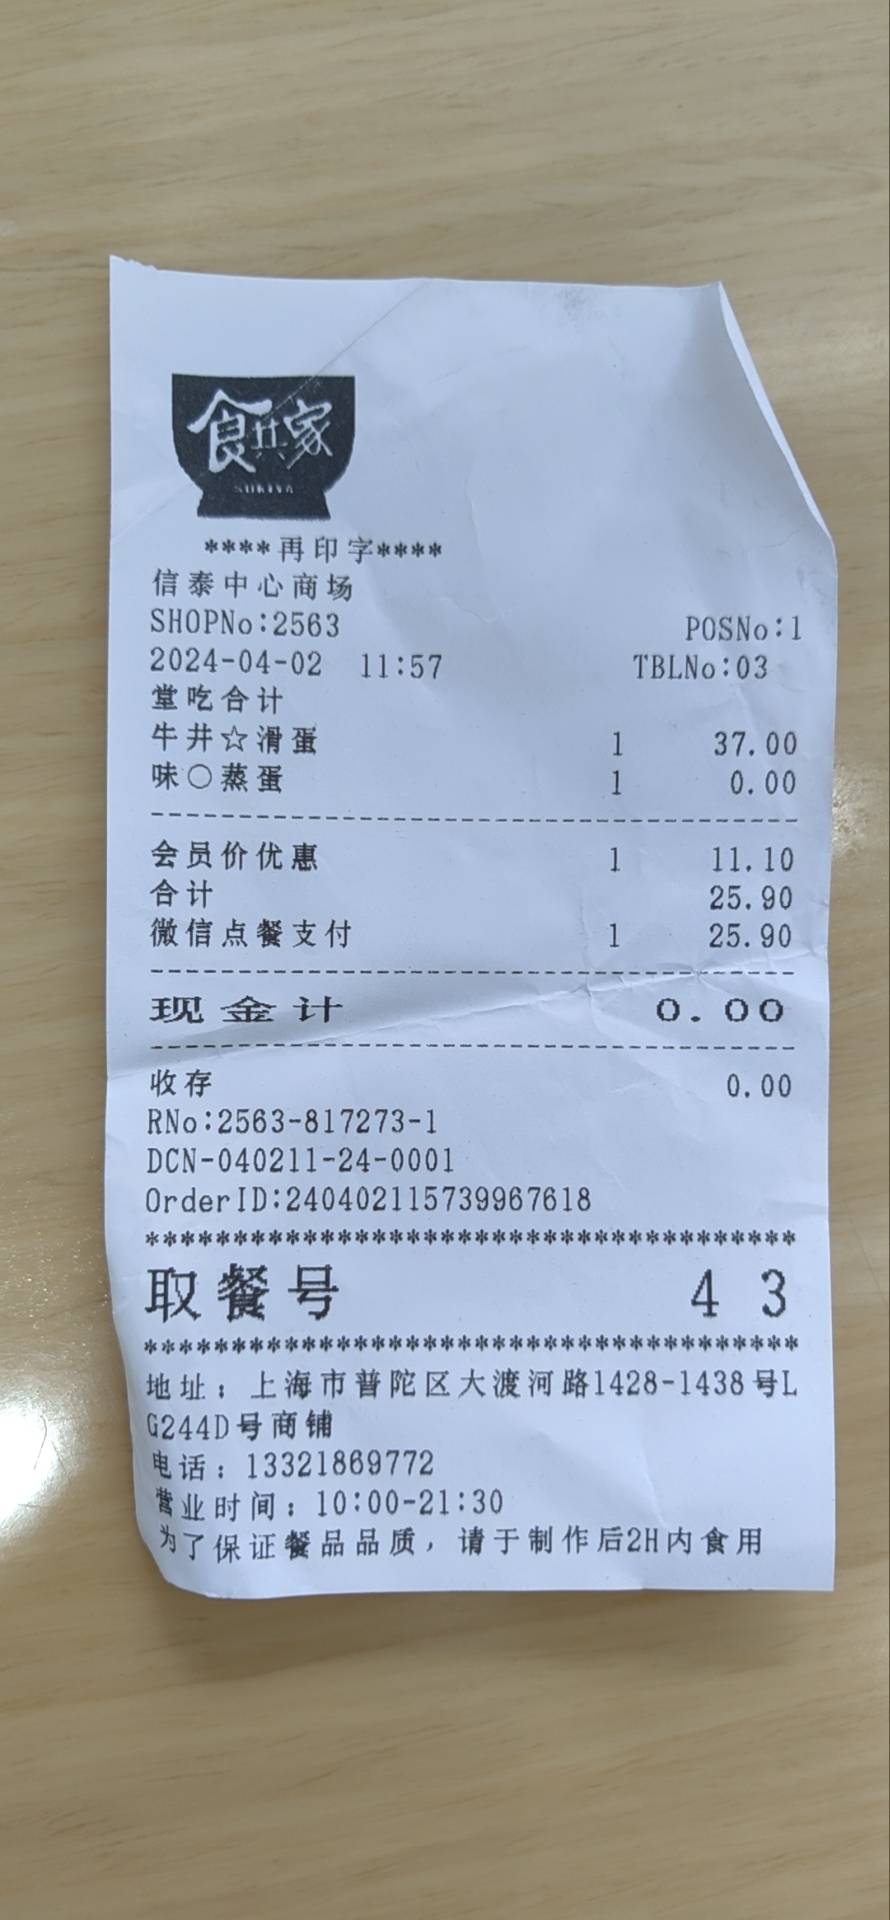 食其家
SUKIYA
****再印字****
信泰中心商场
SHOPNo:2563 POSNo:1
2024-04-02 11:57 TBLNo:03
堂吃合计
牛井☆滑蛋 1 37.00
味○蒸蛋 1 0.00
会员价优惠 1 11.10
合计 25.90
微信点餐支付 1 25.90
现金计 0.00
收存 0.00
RNo:2563-817273-1
DCN-040211-24-0001
OrderID:240402115739967618
*************************************
取餐号 43
*************************************
地址：上海市普陀区大渡河路1428-1438号L
G244D号商铺
电话：13321869772
营业时间：10:00-21:30
为了保证餐品品质，请于制作后2H内食用